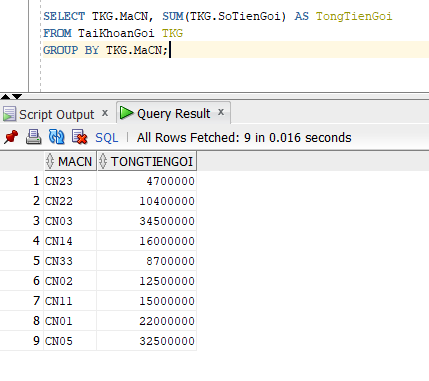 SELECT TKG.MaCN, SUM(TKG.SoTienGoi) AS TongTienGoi
FROM TaiKhoanGoi TKG
GROUP BY TKG.MaCN;
Script Output x Query Result x
SQL | All Rows Fetched: 9 in 0.016 seconds
MACN TONGTIENGOI
1 CN23 4700000
2 CN22 10400000
3 CN03 34500000
4 CN14 16000000
5 CN33 8700000
6 CN02 12500000
7 CN11 15000000
8 CN01 22000000
9 CN05 32500000